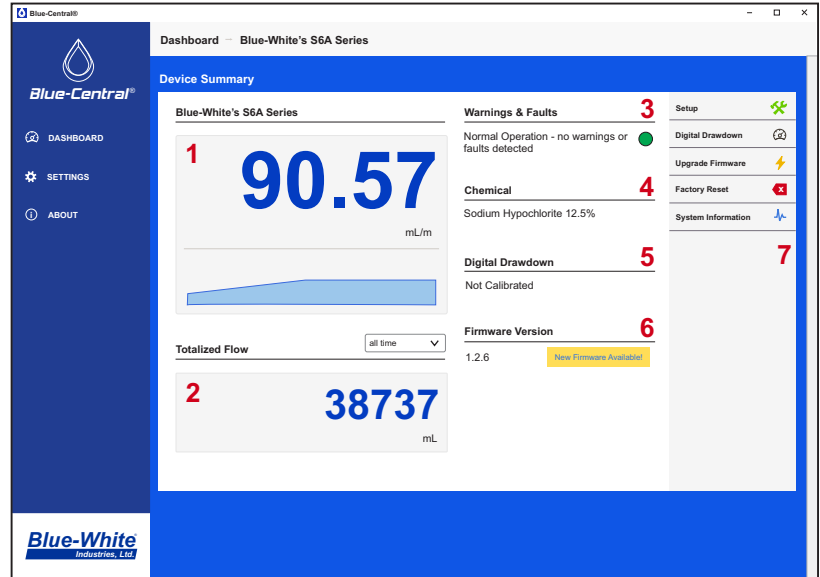 Blue-Central®
Dashboard — Blue-White's S6A Series
Blue-Central®
DASHBOARD
SETTINGS
ABOUT
Blue-White
Industries, Ltd.
Device Summary
Blue-White's S6A Series
1
90.57
mL/m
Totalized Flow
all time
2
38737
mL
Warnings & Faults
3
Normal Operation - no warnings or
faults detected
Chemical
4
Sodium Hypochlorite 12.5%
Digital Drawdown
5
Not Calibrated
Firmware Version
6
1.2.6
New Firmware Available!
Setup
Digital Drawdown
Upgrade Firmware
Factory Reset
x
System Information
7